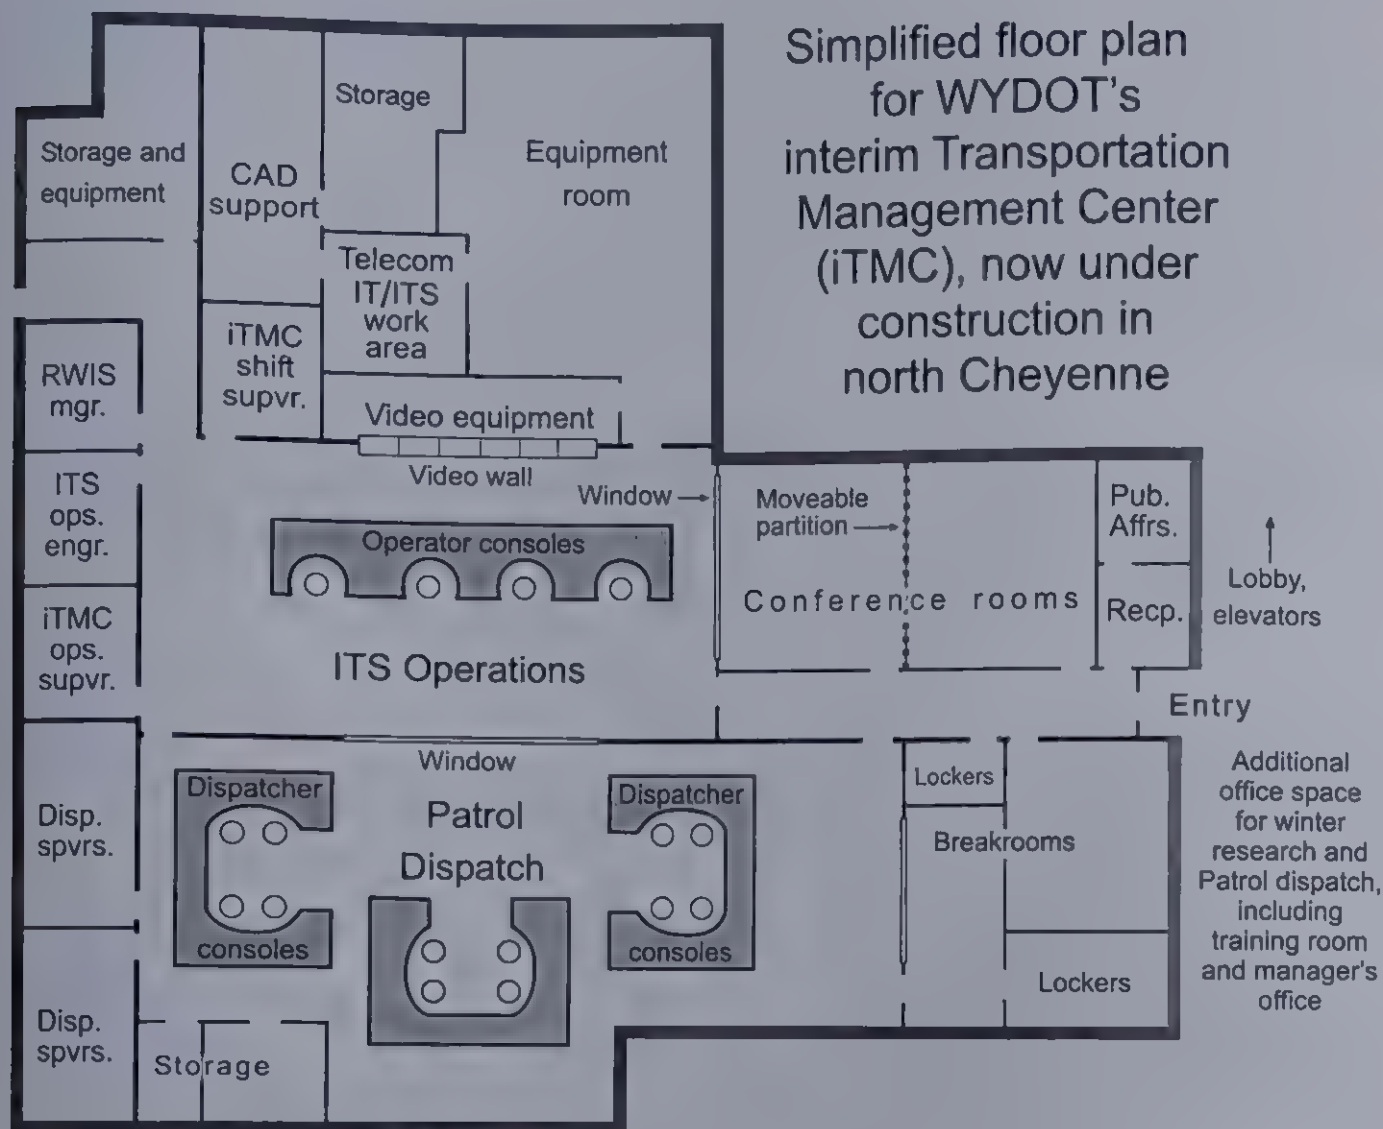 Simplified floor plan
for WYDOT's
interim Transportation
Management Center
(iTMC), now under
construction in
north Cheyenne
Storage
Storage and
equipment
CAD
support
Equipment
room
Telecom
IT/ITS
work
area
iTMC
shift
supvr.
RWIS
mgr.
Video equipment
Video wall
Window
Moveable
partition
Pub.
Affrs.
ITS
ops.
engr.
Operator consoles
Conference rooms
Recp.
Lobby,
elevators
iTMC
ops.
supvr.
ITS Operations
Entry
Window
Dispatcher
consoles
Patrol
Dispatch
Dispatcher
consoles
Lockers
Breakrooms
Lockers
Additional
office space
for winter
research and
Patrol dispatch,
including
training room
and manager's
office
Disp.
spvrs.
Disp.
spvrs.
Storage